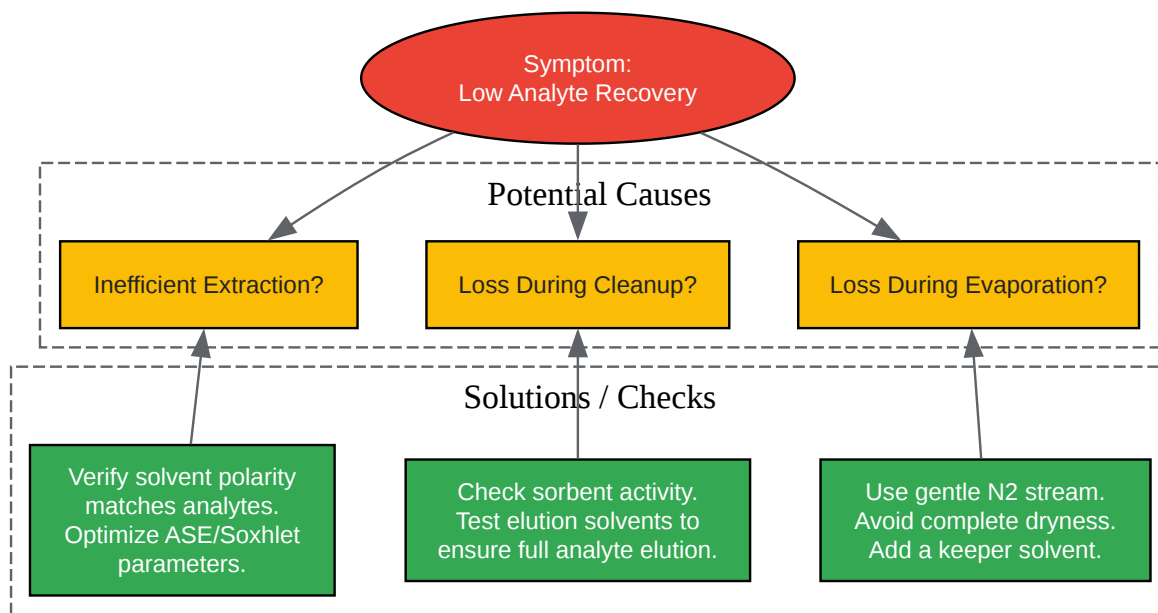 Symptom:
Low Analyte Recovery
Potential Causes
Inefficient Extraction?
Loss During Cleanup?
Loss During Evaporation?
Solutions / Checks
Verify solvent polarity
matches analytes.
Optimize ASE/Soxhlet
parameters.
Check sorbent activity.
Test elution solvents to
ensure full analyte elution.
Use gentle N2 stream.
Avoid complete dryness.
Add a keeper solvent.